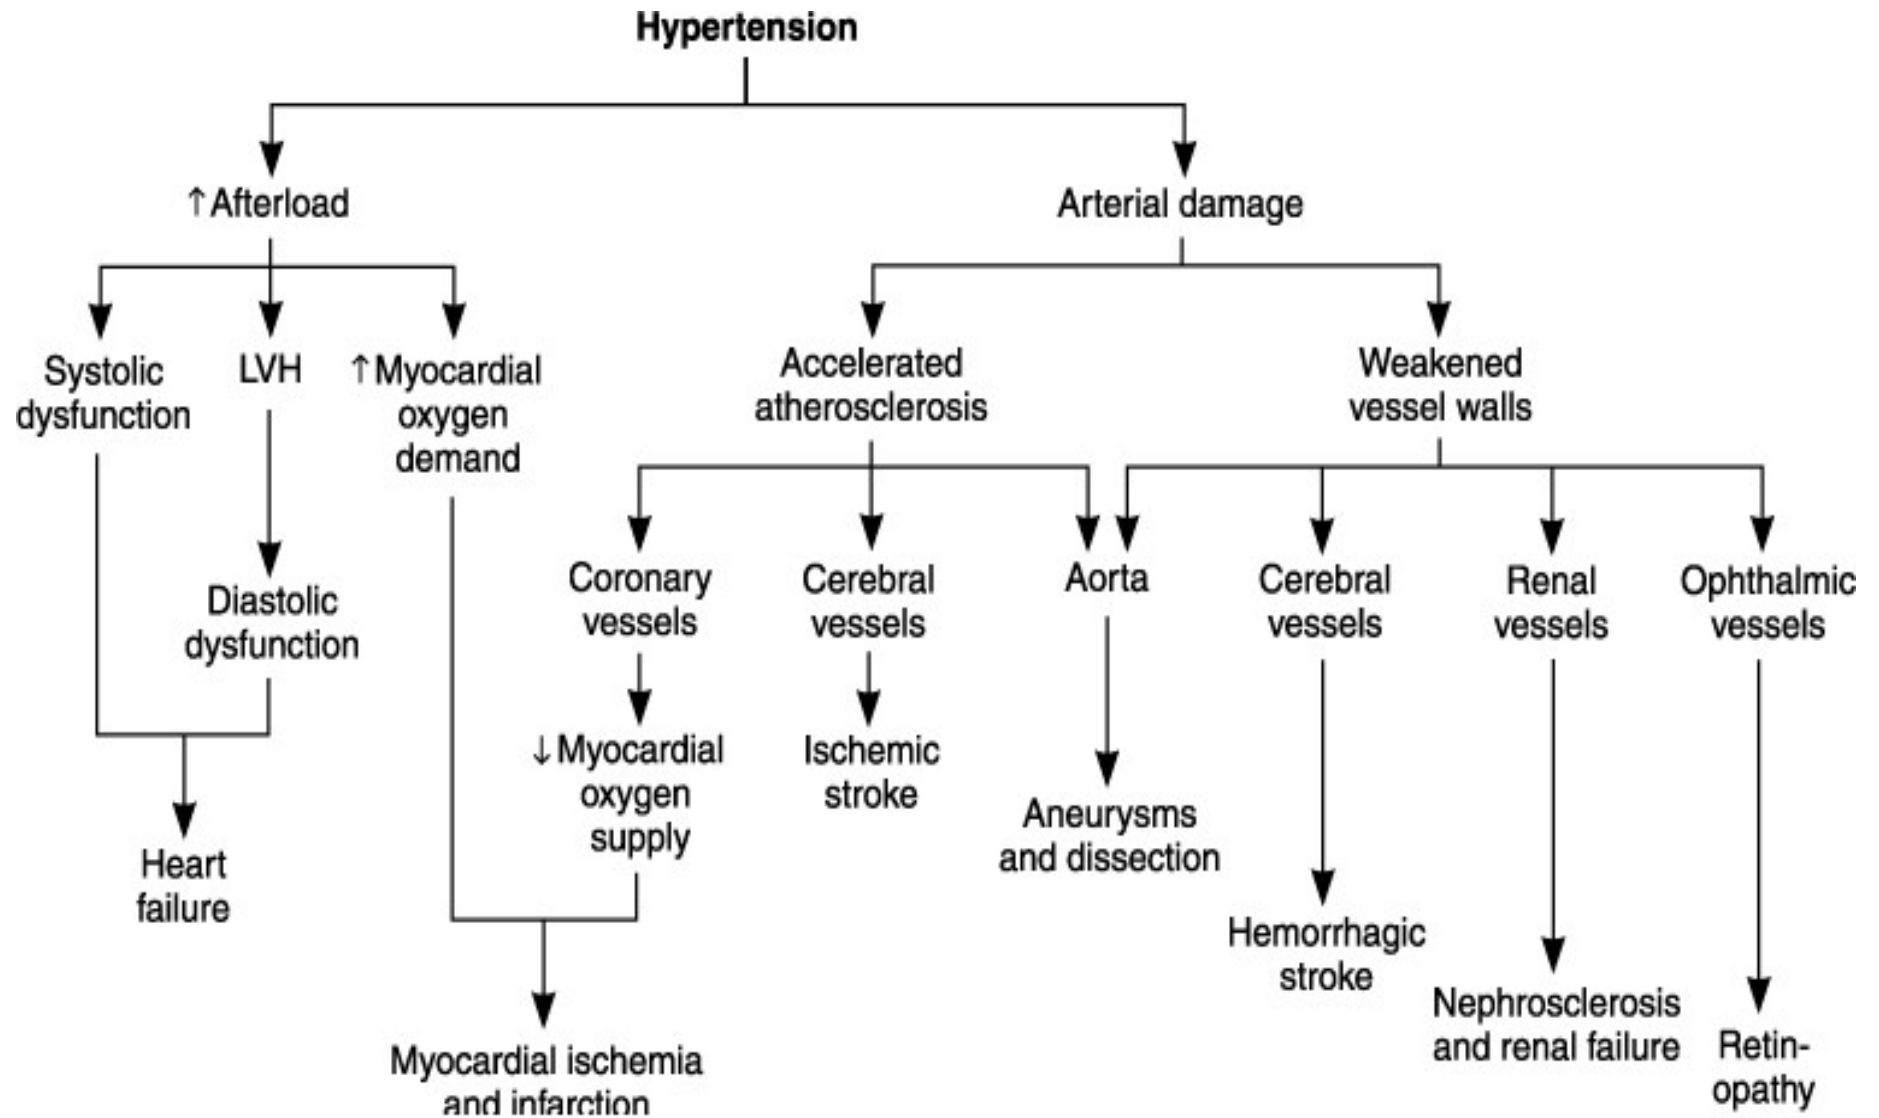 Hypertension
↑Afterload
Arterial damage
Systolic
dysfunction
LVH
↑Myocardial
oxygen
demand
Accelerated
atherosclerosis
Weakened
vessel walls
Diastolic
dysfunction
Coronary
vessels
Cerebral
vessels
Aorta
Cerebral
vessels
Renal
vessels
Ophthalmic
vessels
↓Myocardial
oxygen
supply
Ischemic
stroke
Aneurysms
and dissection
Heart
failure
Hemorrhagic
stroke
Nephrosclerosis
and renal failure
Retin-
opathy
Myocardial ischemia
and infarction